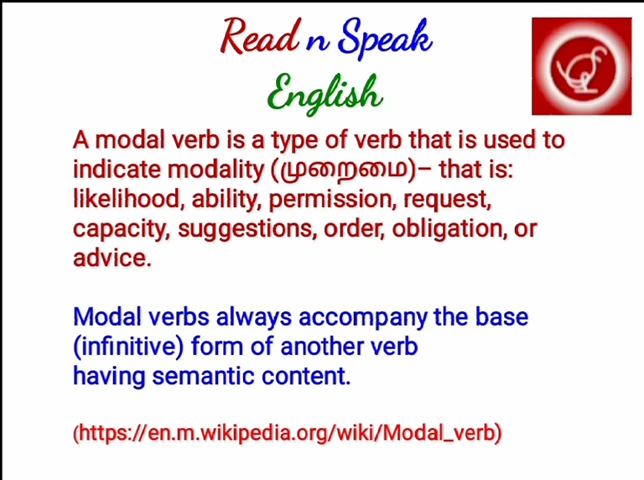 Read n Speak
English
A modal verb is a type of verb that is used to
indicate modality (முறைமை)– that is:
likelihood, ability, permission, request,
capacity, suggestions, order, obligation, or
advice.
Modal verbs always accompany the base
(infinitive) form of another verb
having semantic content.
(https://en.m.wikipedia.org/wiki/Modal_verb)